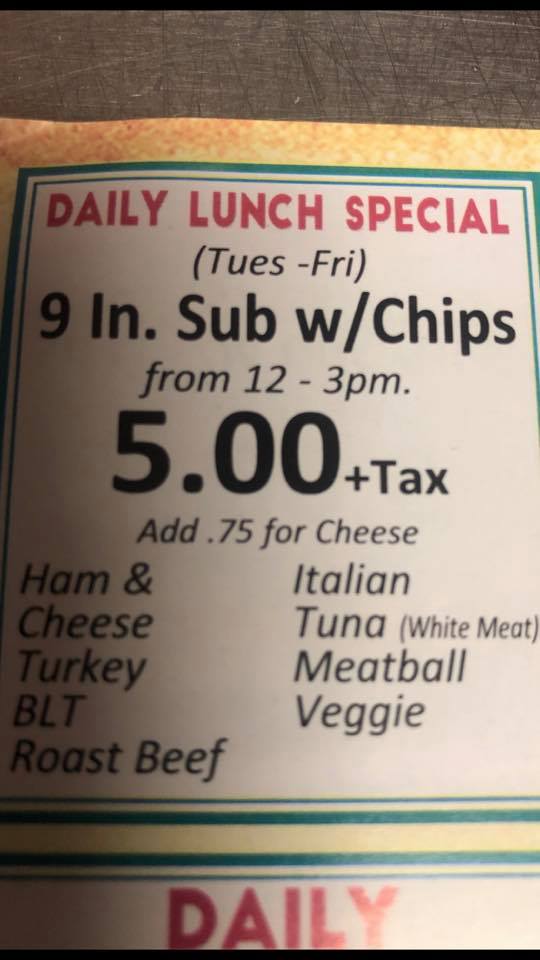 DAILY LUNCH SPECIAL
(Tues -Fri)
9 In. Sub w/Chips
from 12 - 3pm.
5.00+Tax
Add .75 for Cheese
Ham &
Cheese
Turkey
BLT
Roast Beef
Italian
Tuna (White Meat)
Meatball
Veggie
DAILY